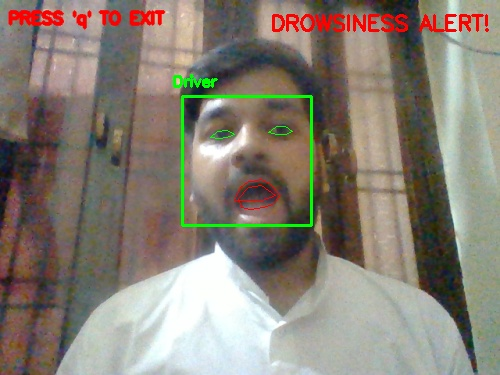 PRESS 'q' TO EXIT
DROWSINESS ALERT!
Driver